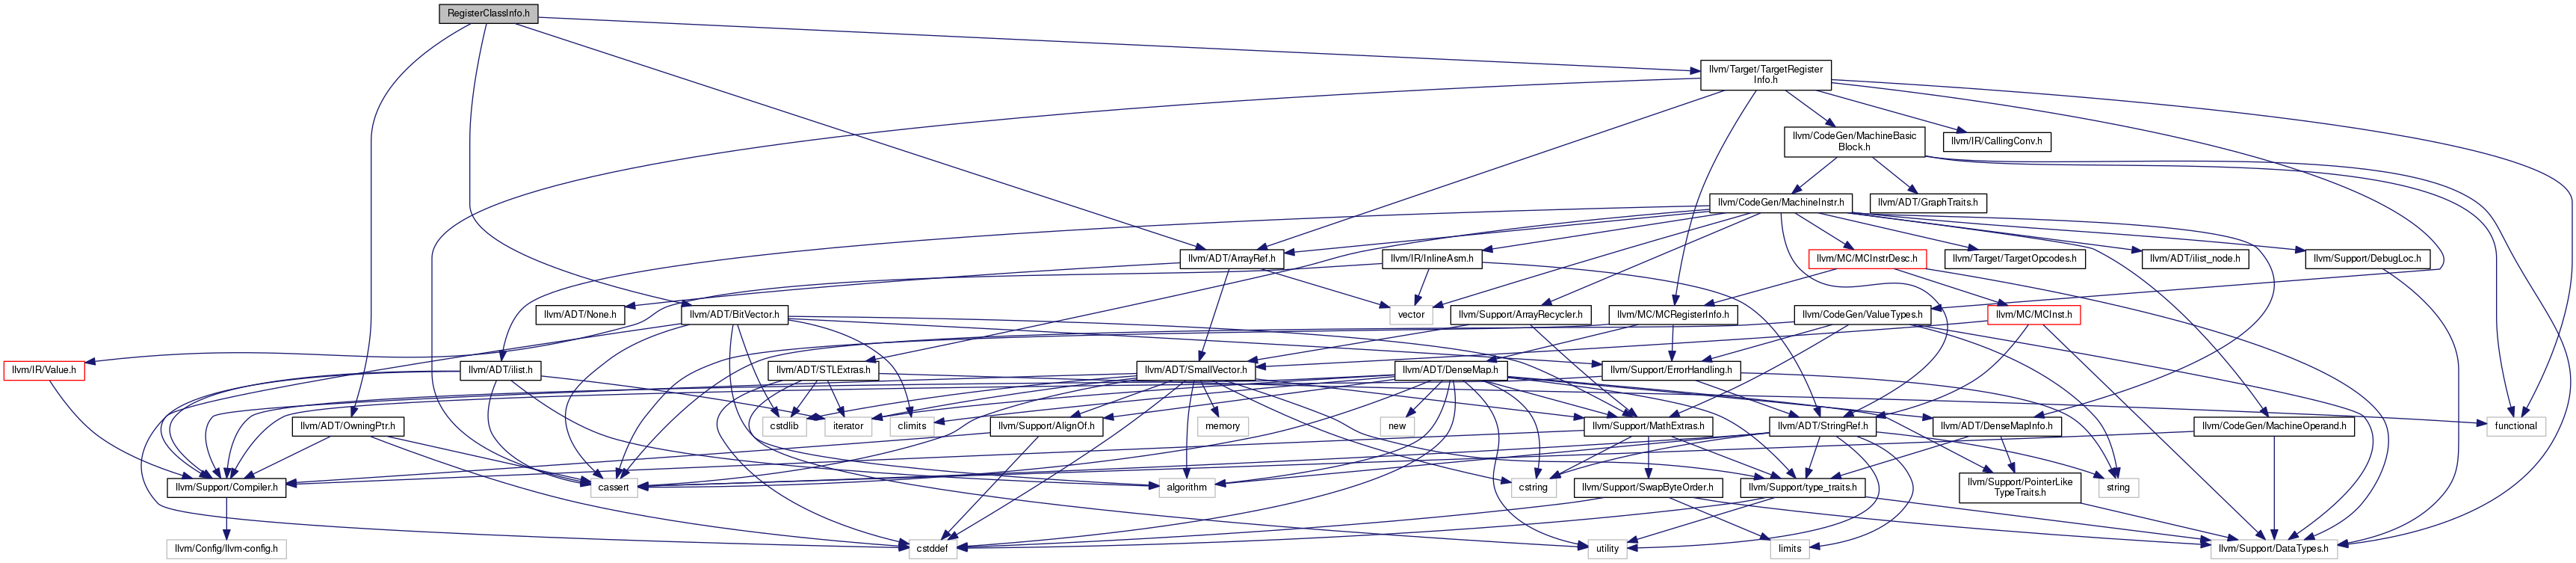 RegisterClassInfo.h
llvm/Target/TargetRegister
Info.h
llvm/CodeGen/MachineBasic
Block.h
llvm/IR/CallingConv.h
llvm/CodeGen/MachineInstr.h
llvm/ADT/GraphTraits.h
llvm/ADT/ArrayRef.h
llvm/IR/InlineAsm.h
llvm/MC/MCInstrDesc.h
llvm/Target/TargetOpcodes.h
llvm/ADT/ilist_node.h
llvm/Support/DebugLoc.h
llvm/ADT/None.h
llvm/ADT/BitVector.h
vector
llvm/Support/ArrayRecycler.h
llvm/MC/MCRegisterInfo.h
llvm/CodeGen/ValueTypes.h
llvm/MC/MCInst.h
llvm/IR/Value.h
llvm/ADT/ilist.h
llvm/ADT/STLExtras.h
llvm/ADT/SmallVector.h
llvm/ADT/DenseMap.h
llvm/Support/ErrorHandling.h
llvm/ADT/OwningPtr.h
cstdlib
iterator
climits
llvm/Support/AlignOf.h
memory
new
llvm/Support/MathExtras.h
llvm/ADT/StringRef.h
llvm/ADT/DenseMapInfo.h
llvm/CodeGen/MachineOperand.h
functional
llvm/Support/Compiler.h
cassert
algorithm
cstring
llvm/Support/SwapByteOrder.h
llvm/Support/type_traits.h
llvm/Support/PointerLike
TypeTraits.h
string
llvm/Config/llvm-config.h
cstddef
utility
limits
llvm/Support/DataTypes.h